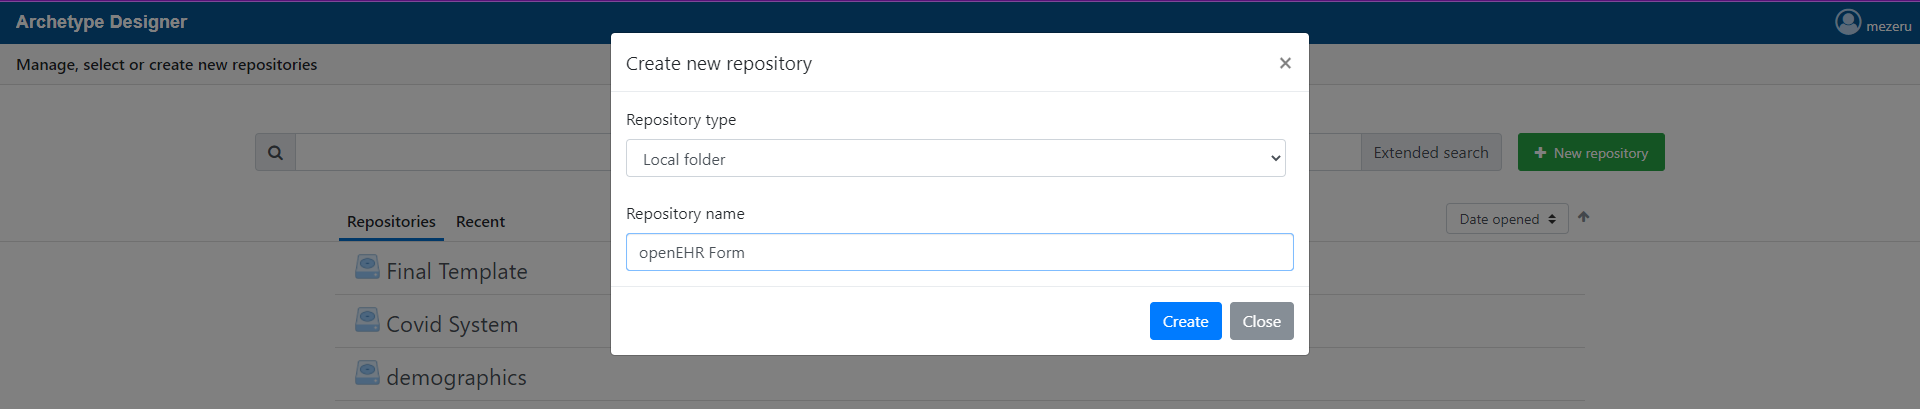 Archetype Designer
mezeru
Manage, select or create new repositories
Create new repository
×
Repository type
Local folder
Extended search
New repository
Repository name
openEHR Form
Repositories
Recent
Date opened
Final Template
Covid System
demographics
Create
Close